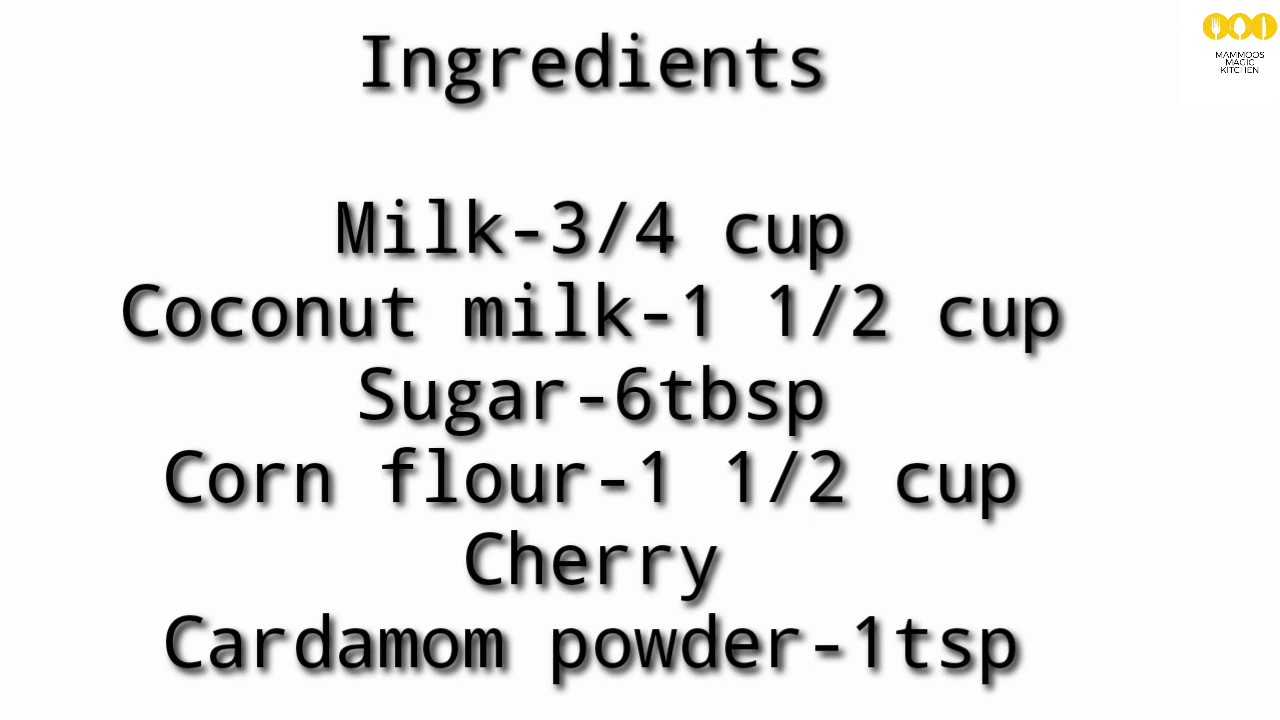 Ingredients
Milk-3/4 cup
Coconut milk-1 1/2 cup
Sugar-6tbsp
Corn flour-1 1/2 cup
Cherry
Cardamom powder-1tsp
MAMMOOS
MAGIC
KITCHEN